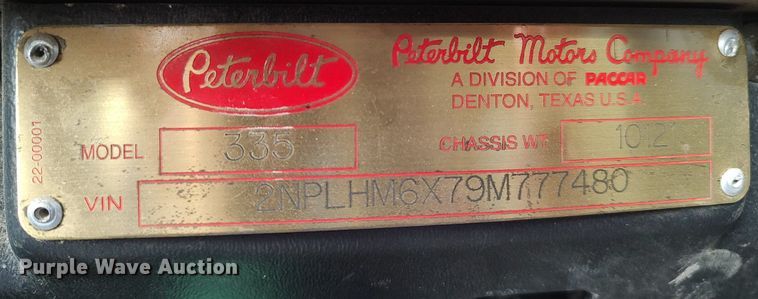 Peterbilt
Peterbilt Motors Company
A DIVISION OF PACCAR
DENTON, TEXAS U.S.A.
22-00001
MODEL 335
CHASSIS WT
VIN 2NPLHM6X79M777480
Purple Wave Auction